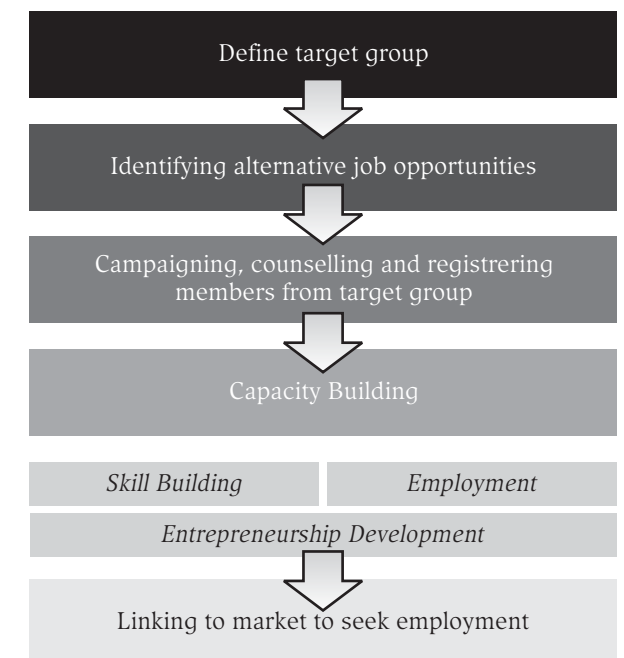 Define target group
Identifying alternative job opportunities
Campaigning, counselling and registrering
members from target group
Capacity Building
Skill Building
Employment
Entrepreneurship Development
Linking to market to seek employment